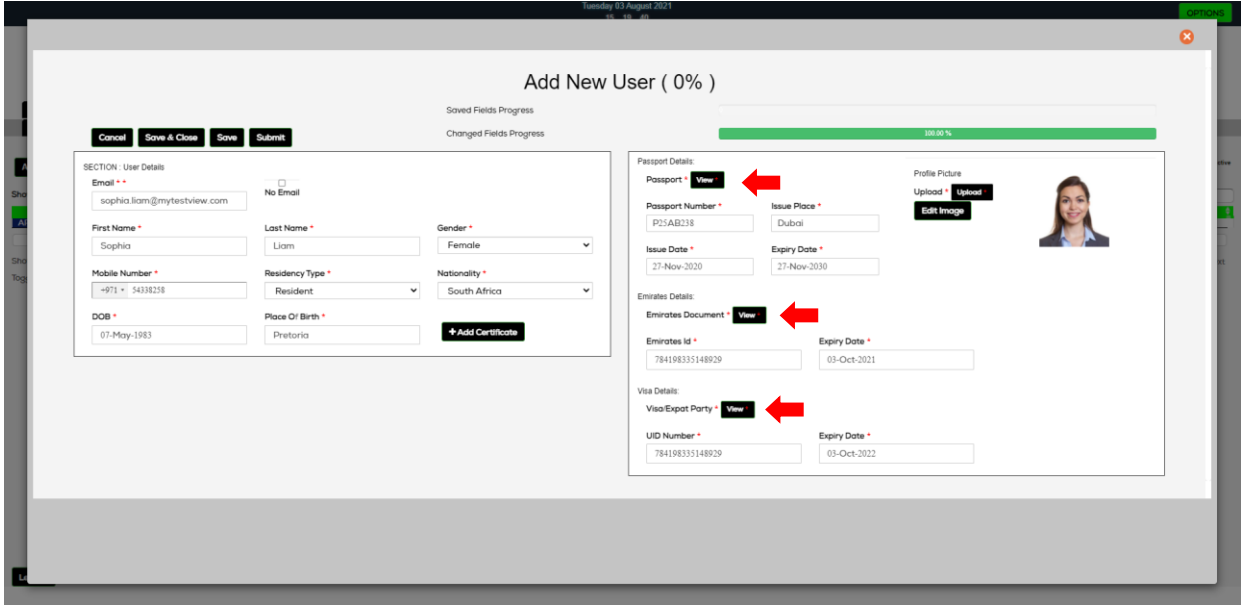 Tuesday 03 August 2021
15 19 40
OPTIONS
Add New User ( 0% )
Saved Fields Progress
Changed Fields Progress
100.00 %
Cancel Save & Close Save Submit
SECTION : User Details
Email * *
No Email
sophia.liam@mytestview.com
First Name * Last Name * Gender *
Sophia Liam Female
Mobile Number * Residency Type * Nationality *
+971 54338258 Resident South Africa
DOB * Place Of Birth *
07-May-1983 Pretoria
+ Add Certificate
Passport Details:
Passport * View *
Passport Number * Issue Place *
P25AB238 Dubai
Issue Date * Expiry Date *
27-Nov-2020 27-Nov-2030
Profile Picture
Upload * Upload *
Edit Image
Emirates Details:
Emirates Document * View *
Emirates Id * Expiry Date *
784198335148929 03-Oct-2021
Visa Details:
Visa/Expat Party * View *
UID Number * Expiry Date *
784198335148929 03-Oct-2022